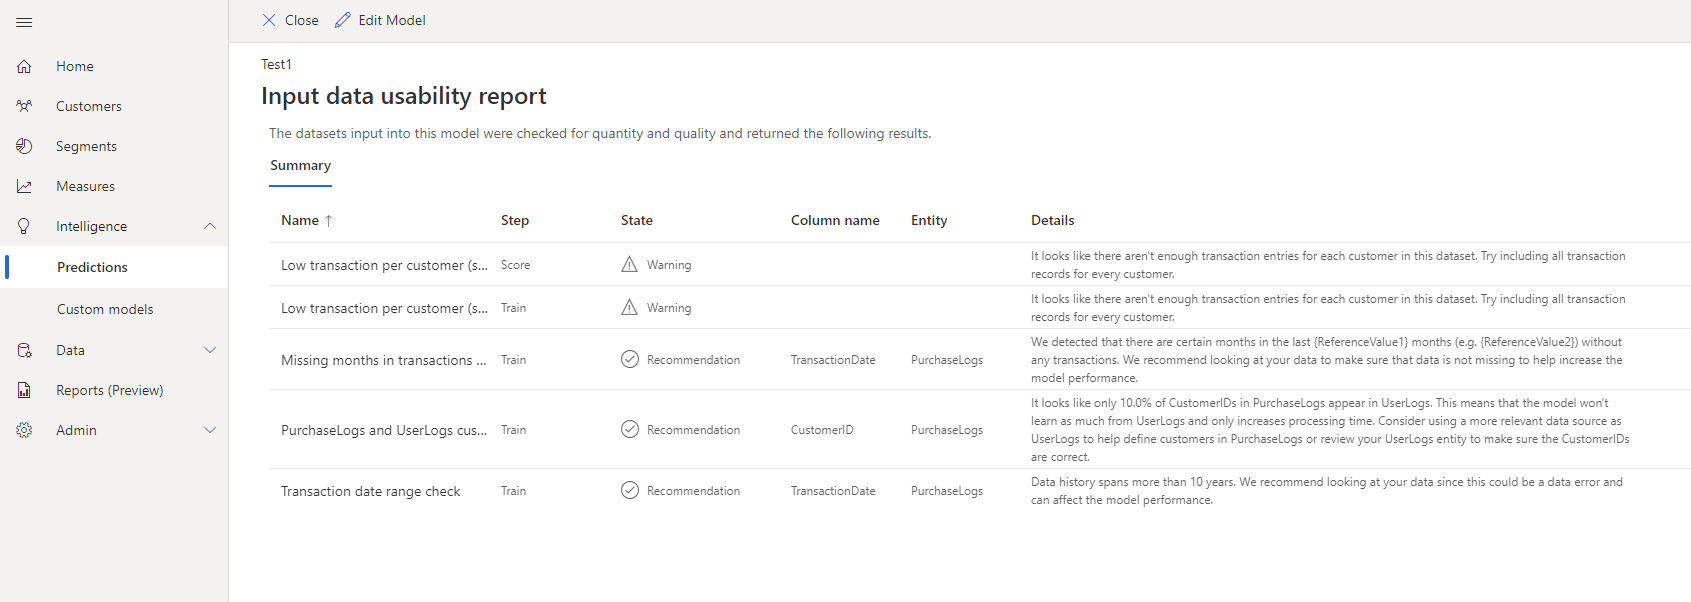 Close Edit Model
Home
Customers
Segments
Measures
Intelligence
Predictions
Custom models
Data
Reports (Preview)
Admin
Test1
Input data usability report
The datasets input into this model were checked for quantity and quality and returned the following results.
Summary
Name ↑ Step State Column name Entity Details
Low transaction per customer (s... Score Warning It looks like there aren't enough transaction entries for each customer in this dataset. Try including all transaction
records for every customer.
Low transaction per customer (s... Train Warning It looks like there aren't enough transaction entries for each customer in this dataset. Try including all transaction
records for every customer.
Missing months in transactions ... Train Recommendation TransactionDate PurchaseLogs We detected that there are certain months in the last {ReferenceValue1} months (e.g. {ReferenceValue2}) without
any transactions. We recommend looking at your data to make sure that data is not missing to help increase the
model performance.
PurchaseLogs and UserLogs cus... Train Recommendation CustomerID PurchaseLogs It looks like only 10.0% of CustomerIDs in PurchaseLogs appear in UserLogs. This means that the model won't
learn as much from UserLogs and only increases processing time. Consider using a more relevant data source as
UserLogs to help define customers in PurchaseLogs or review your UserLogs entity to make sure the CustomerIDs
are correct.
Transaction date range check Train Recommendation TransactionDate PurchaseLogs Data history spans more than 10 years. We recommend looking at your data since this could be a data error and
can affect the model performance.